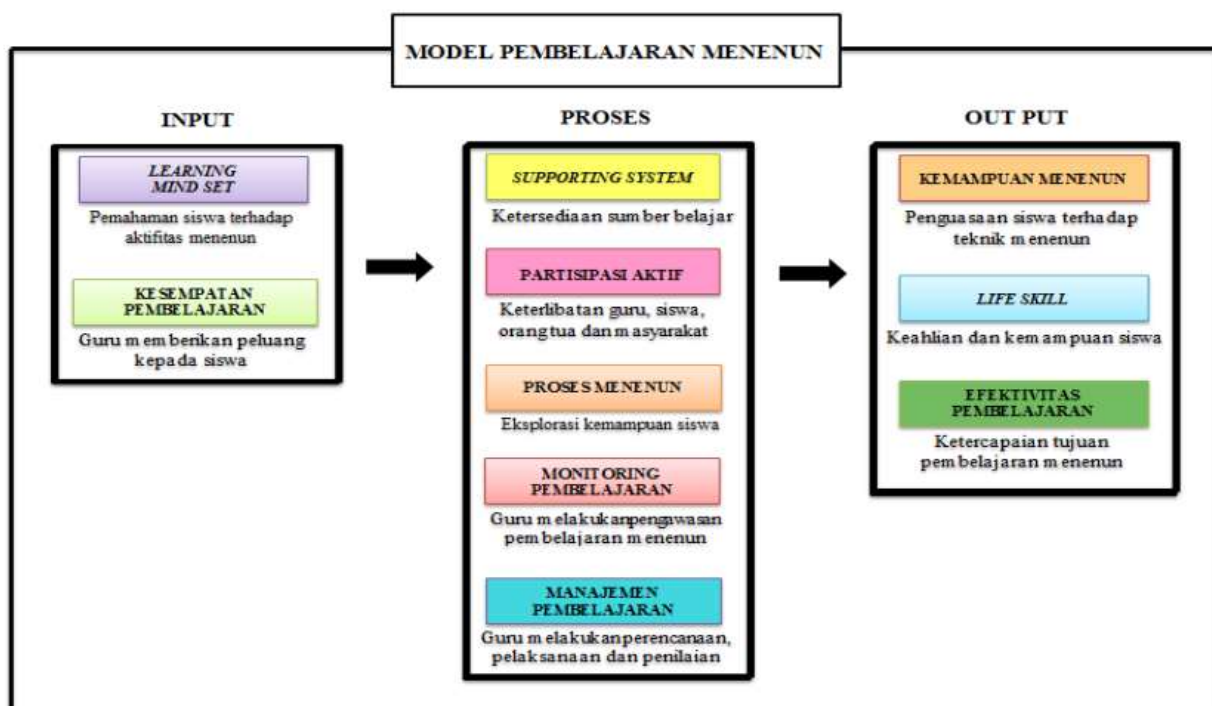 MODEL PEMBELAJARAN MENENUN
INPUT
LEARNING
MIND SET
Pemahaman siswa terhadap
aktifitas menenun
KESEMPATAN
PEMBELAJARAN
Guru memberikan peluang
kepada siswa
PROSES
SUPPORTING SYSTEM
Ketersediaan sumber belajar
PARTISIPASI AKTIF
Keterlibatan guru, siswa,
orang tua dan masyarakat
PROSES MENENUN
Eksplorasi kemampuan siswa
MONITORING
PEMBELAJARAN
Guru melakukanpengawasan
pembelajaran menenun
MANAJEMEN
PEMBELAJARAN
Guru melakukanperencanaan,
pelaksanaan dan penilaian
OUT PUT
KEMAMPUAN MENENUN
Penguasaan siswa terhadap
teknik menenun
LIFE SKILL
Keahlian dan kemampuan siswa
EFEKTIVITAS
PEMBELAJARAN
Ketercapaian tujuan
pembelajaran menenun